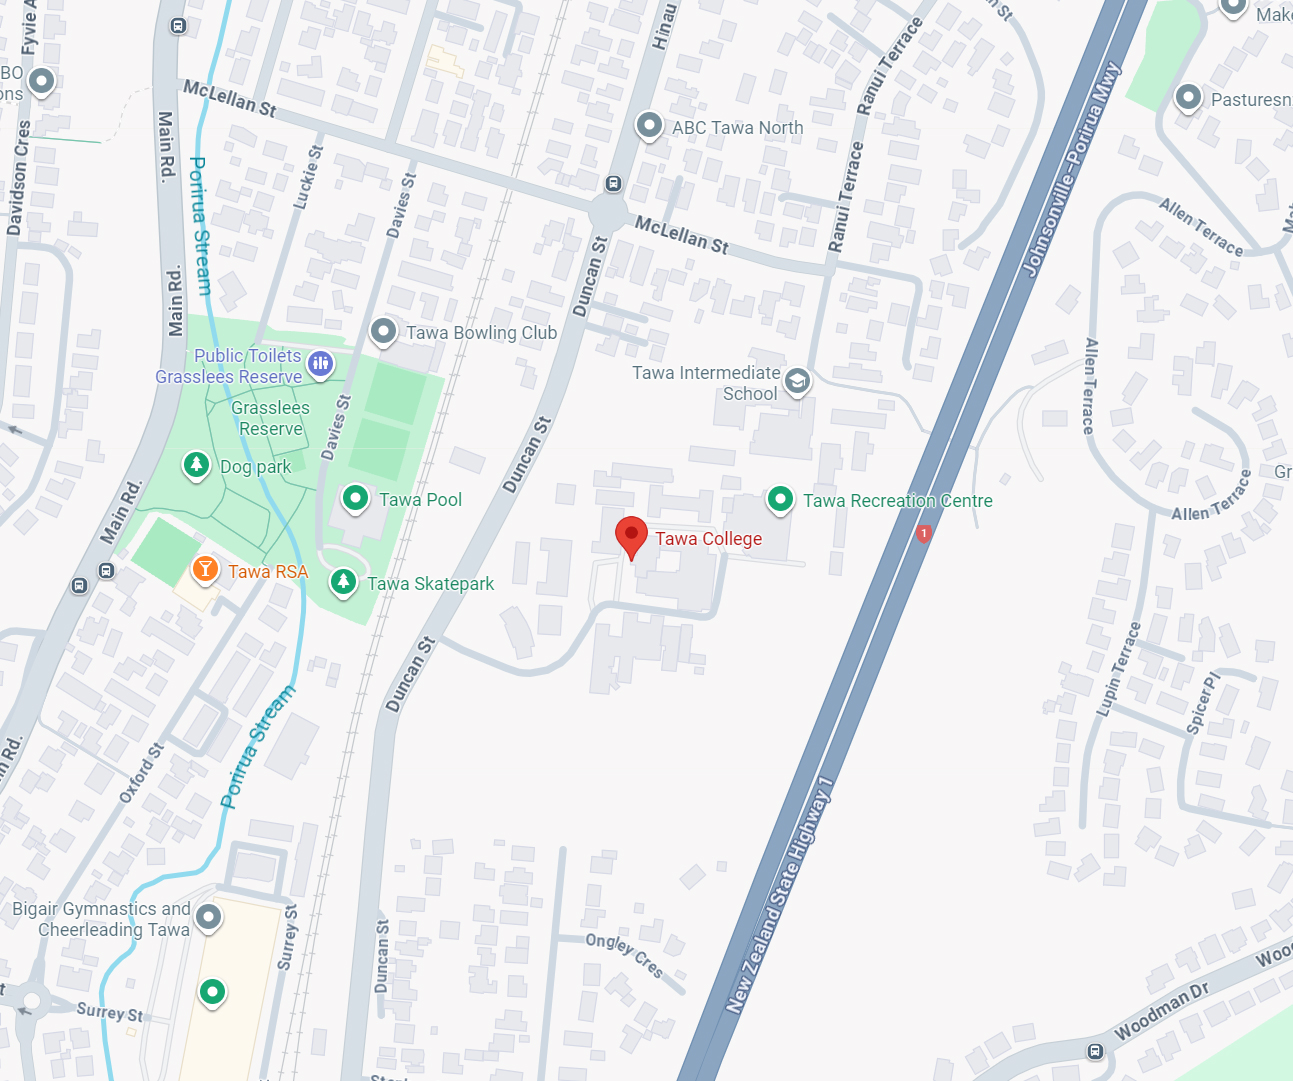 Fyvie A
Hinau
Ranui Terrace
St
Make
BO
ons
McLellan St
Main Rd.
ABC Tawa North
Pasturesn
Johnsonville–Porirua Mwy
Davidson Cres
Porirua Stream
Luckie St
Davies St
Ranui Terrace
McLellan St
Allen Terrace
Duncan St
Main Rd.
Tawa Bowling Club
Public Toilets
Grasslees Reserve
Tawa Intermediate
School
Allen Terrace
Grasslees
Reserve
Davies St
Duncan St
Dog park
Gr
Tawa Pool
Tawa Recreation Centre
Allen Terrace
Main Rd.
Tawa College
1
Tawa RSA
Tawa Skatepark
Duncan St
Lupin Terrace
Spicer Pl
Porirua Stream
in Rd.
Oxford St
New Zealand State Highway 1
Bigair Gymnastics and
Cheerleading Tawa
Surrey St
Duncan St
Ongley Cres
Woo
Woodman Dr
t
Surrey St